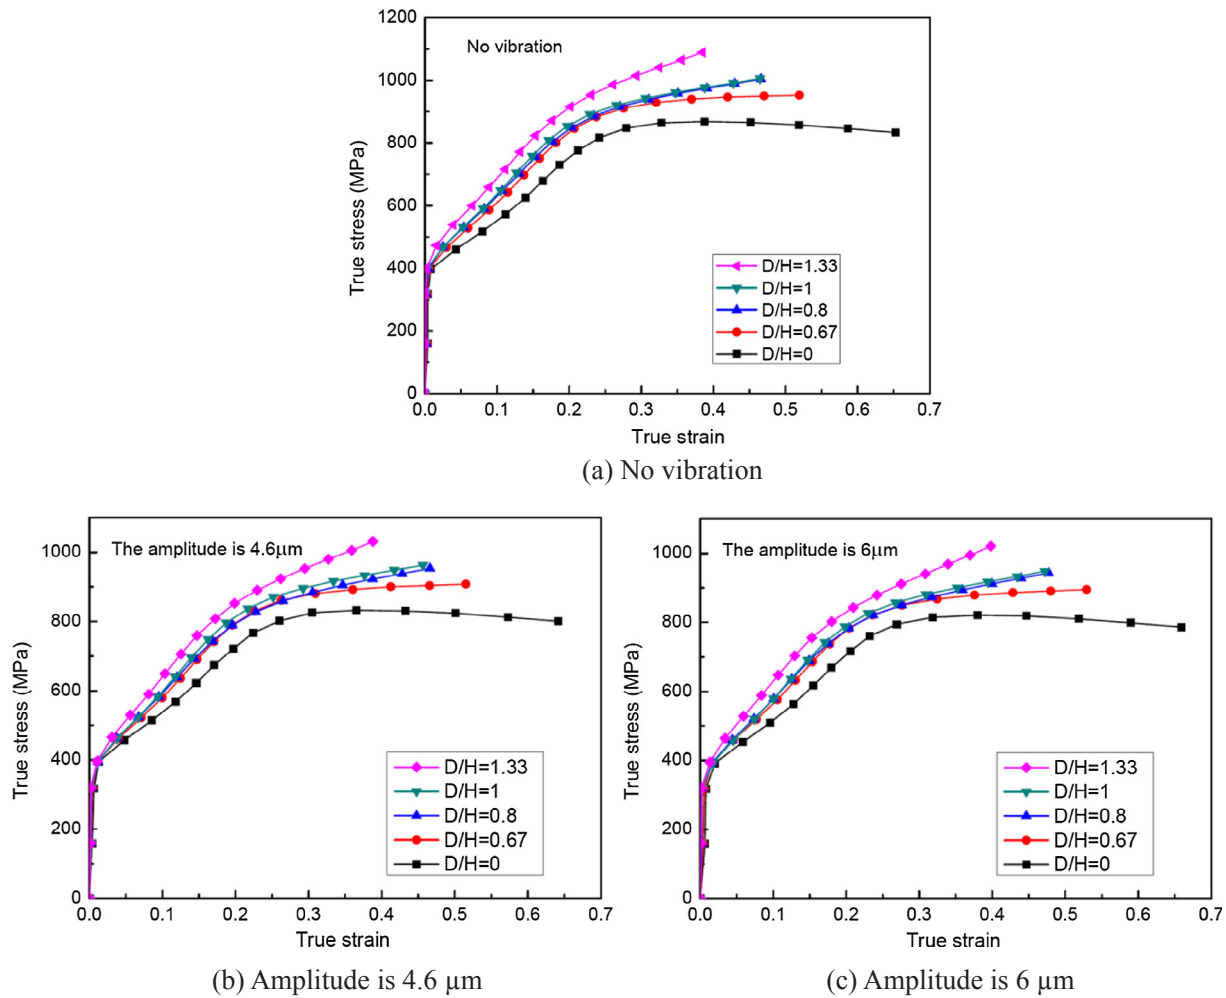 1200
1000
800
600
400
200
0
True stress (MPa)
No vibration
D/H=1.33
D/H=1
D/H=0.8
D/H=0.67
D/H=0
0.0 0.1 0.2 0.3 0.4 0.5 0.6 0.7
True strain
(a) No vibration
1000
800
600
400
200
0
True stress (MPa)
The amplitude is 4.6μm
D/H=1.33
D/H=1
D/H=0.8
D/H=0.67
D/H=0
0.0 0.1 0.2 0.3 0.4 0.5 0.6 0.7
True strain
(b) Amplitude is 4.6 μm
1000
800
600
400
200
0
True stress (MPa)
The amplitude is 6μm
D/H=1.33
D/H=1
D/H=0.8
D/H=0.67
D/H=0
0.0 0.1 0.2 0.3 0.4 0.5 0.6 0.7
True strain
(c) Amplitude is 6 μm